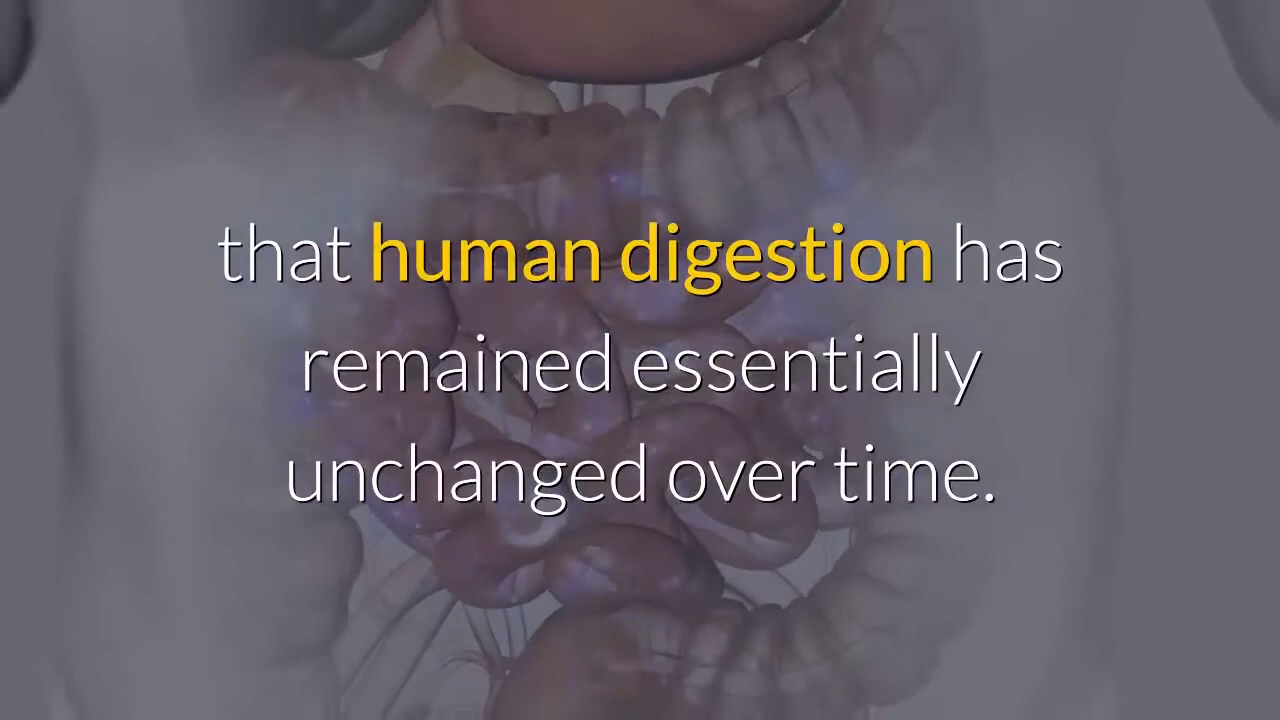 that human digestion has
remained essentially
unchanged over time.